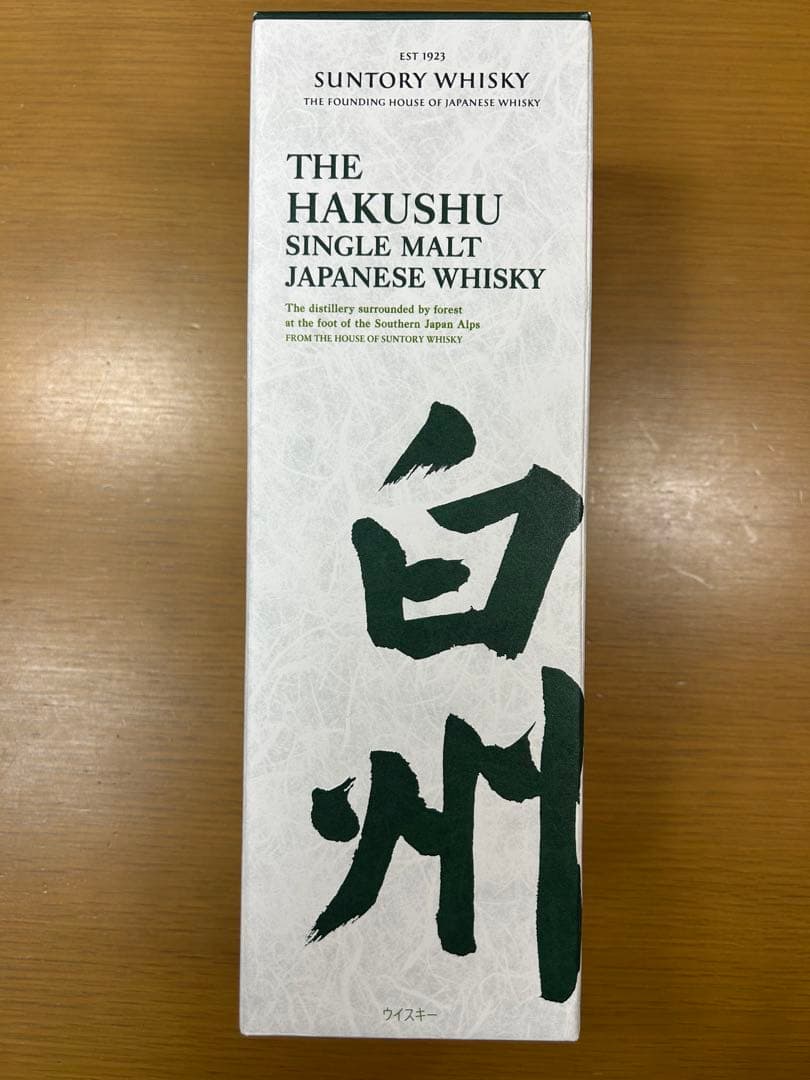 EST 1923
SUNTORY WHISKY
THE FOUNDING HOUSE OF JAPANESE WHISKY
THE
HAKUSHU
SINGLE MALT
JAPANESE WHISKY
The distillery surrounded by forest
at the foot of the Southern Japan Alps
FROM THE HOUSE OF SUNTORY WHISKY
白
州
ウイスキー